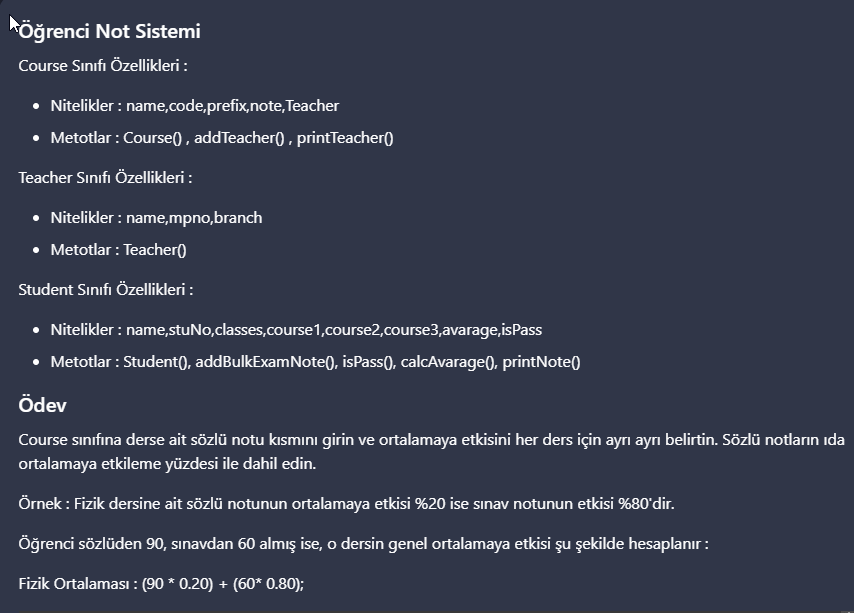 Öğrenci Not Sistemi
Course Sınıfı Özellikleri :
• Nitelikler : name,code,prefix,note,Teacher
• Metotlar : Course() , addTeacher() , printTeacher()
Teacher Sınıfı Özellikleri :
• Nitelikler : name,mpno,branch
• Metotlar : Teacher()
Student Sınıfı Özellikleri :
• Nitelikler : name,stuNo,classes,course1,course2,course3,avarage,isPass
• Metotlar : Student(), addBulkExamNote(), isPass(), calcAvarage(), printNote()
Ödev
Course sınıfına derse ait sözlü notu kısmını girin ve ortalamaya etkisini her ders için ayrı ayrı belirtin. Sözlü notların ıda
ortalamaya etkileme yüzdesi ile dahil edin.
Örnek : Fizik dersine ait sözlü notunun ortalamaya etkisi %20 ise sınav notunun etkisi %80'dir.
Öğrenci sözlüden 90, sınavdan 60 almış ise, o dersin genel ortalamaya etkisi şu şekilde hesaplanır :
Fizik Ortalaması : (90 * 0.20) + (60* 0.80);